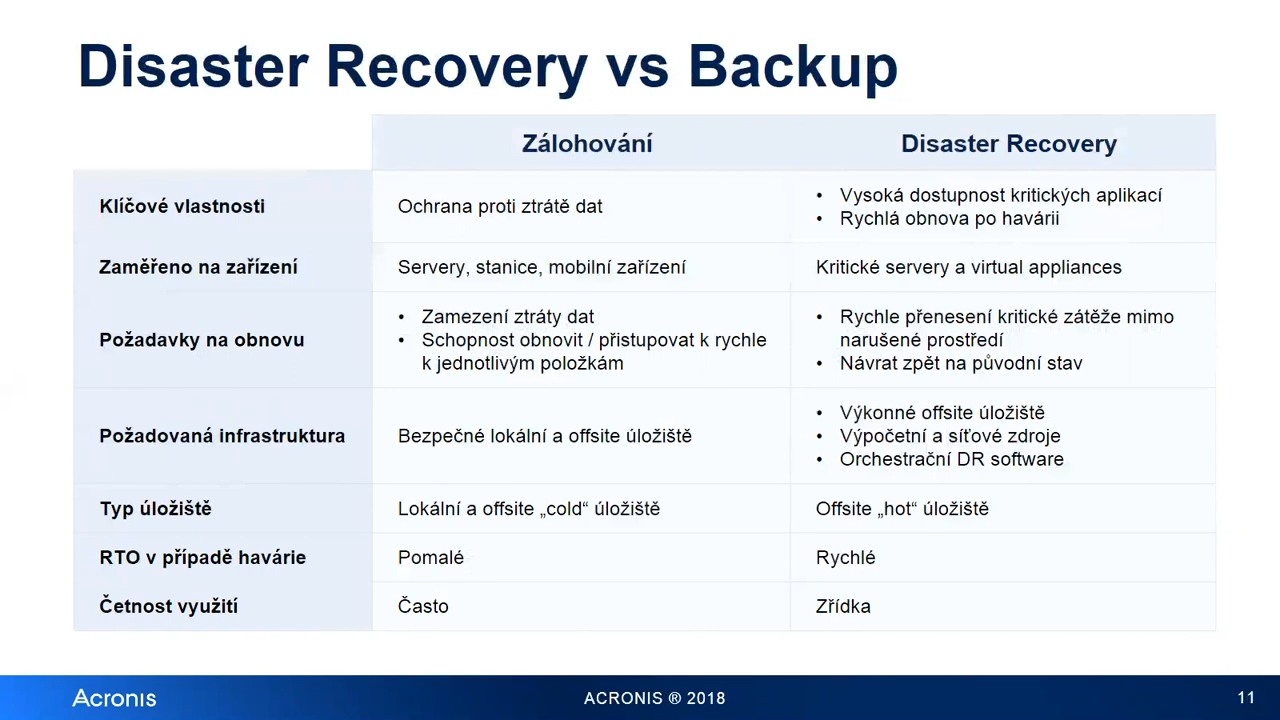 Disaster Recovery vs Backup
Zálohování
Disaster Recovery
Klíčové vlastnosti
Ochrana proti ztrátě dat
• Vysoká dostupnost kritických aplikací
• Rychlá obnova po havárii
Zaměřeno na zařízení
Servery, stanice, mobilní zařízení
Kritické servery a virtual appliances
Požadavky na obnovu
• Zamezení ztráty dat
• Schopnost obnovit / přistupovat k rychle
k jednotlivým položkám
• Rychle přenesení kritické zátěže mimo
narušené prostředí
• Návrat zpět na původní stav
Požadovaná infrastruktura
Bezpečné lokální a offsite úložiště
• Výkonné offsite úložiště
• Výpočetní a síťové zdroje
• Orchestrační DR software
Typ úložiště
Lokální a offsite „cold“ úložiště
Offsite „hot“ úložiště
RTO v případě havárie
Pomalé
Rychlé
Četnost využití
Často
Zřídka
Acronis
ACRONIS ® 2018
11